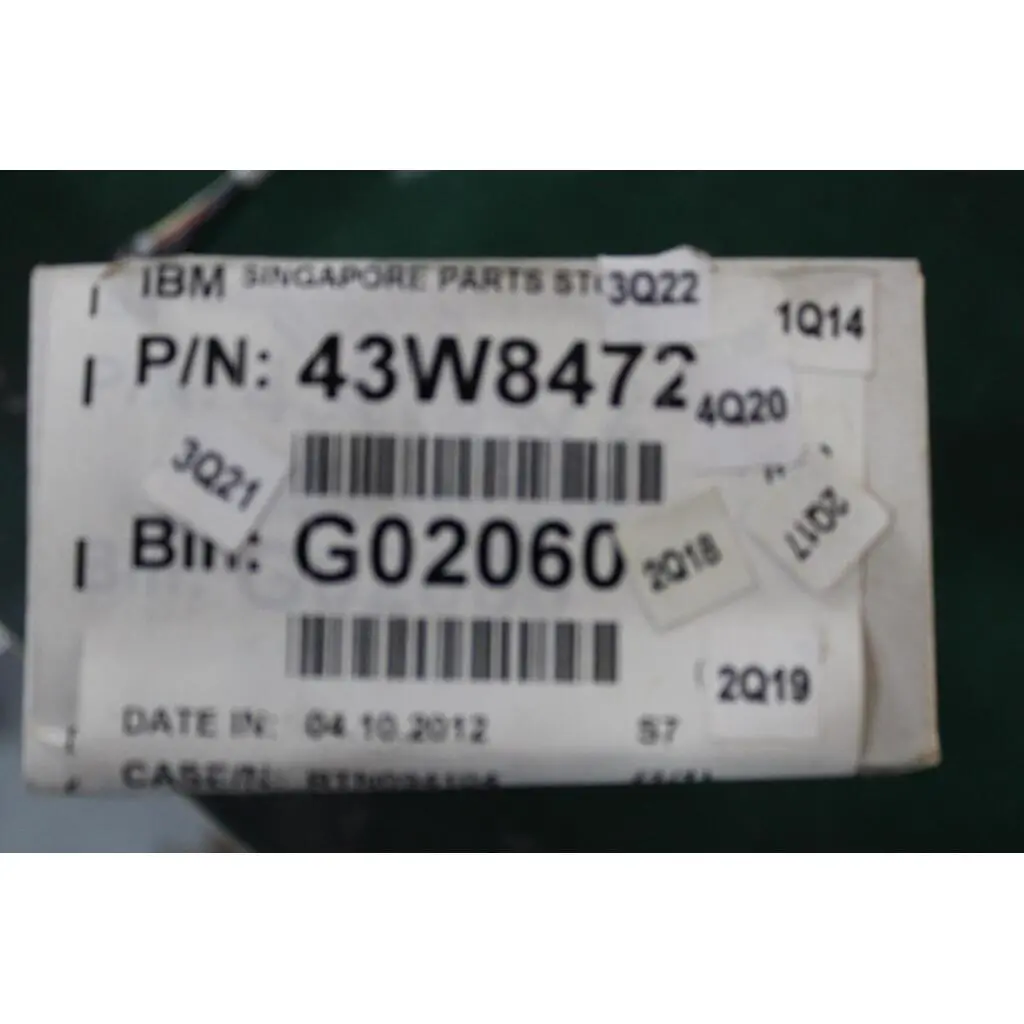 IBM SINGAPORE PARTS
3Q22
1Q14
P/N: 43W8472
4Q20
3Q21
Bin: G02060
2Q18
2Q17
2Q19
DATE IN: 04.10.2012 S7
CASE/N: